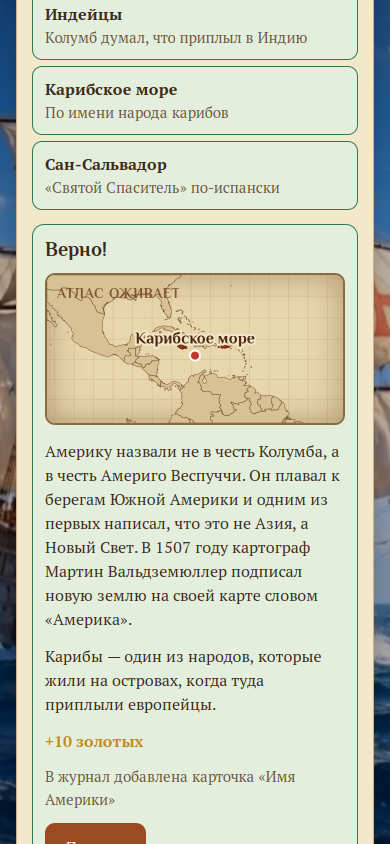 Индейцы
Колумб думал, что приплыл в Индию
Карибское море
По имени народа карибов
Сан-Сальвадор
«Святой Спаситель» по-испански
Верно!
АТЛАС ОЖИВАЕТ
Карибское море
Америку назвали не в честь Колумба, а
в честь Америго Веспуччи. Он плавал к
берегам Южной Америки и одним из
первых написал, что это не Азия, а
Новый Свет. В 1507 году картограф
Мартин Вальдземюллер подписал
новую землю на своей карте словом
«Америка».
Карибы — один из народов, которые
жили на островах, когда туда
приплыли европейцы.
+10 золотых
В журнал добавлена карточка «Имя
Америки»